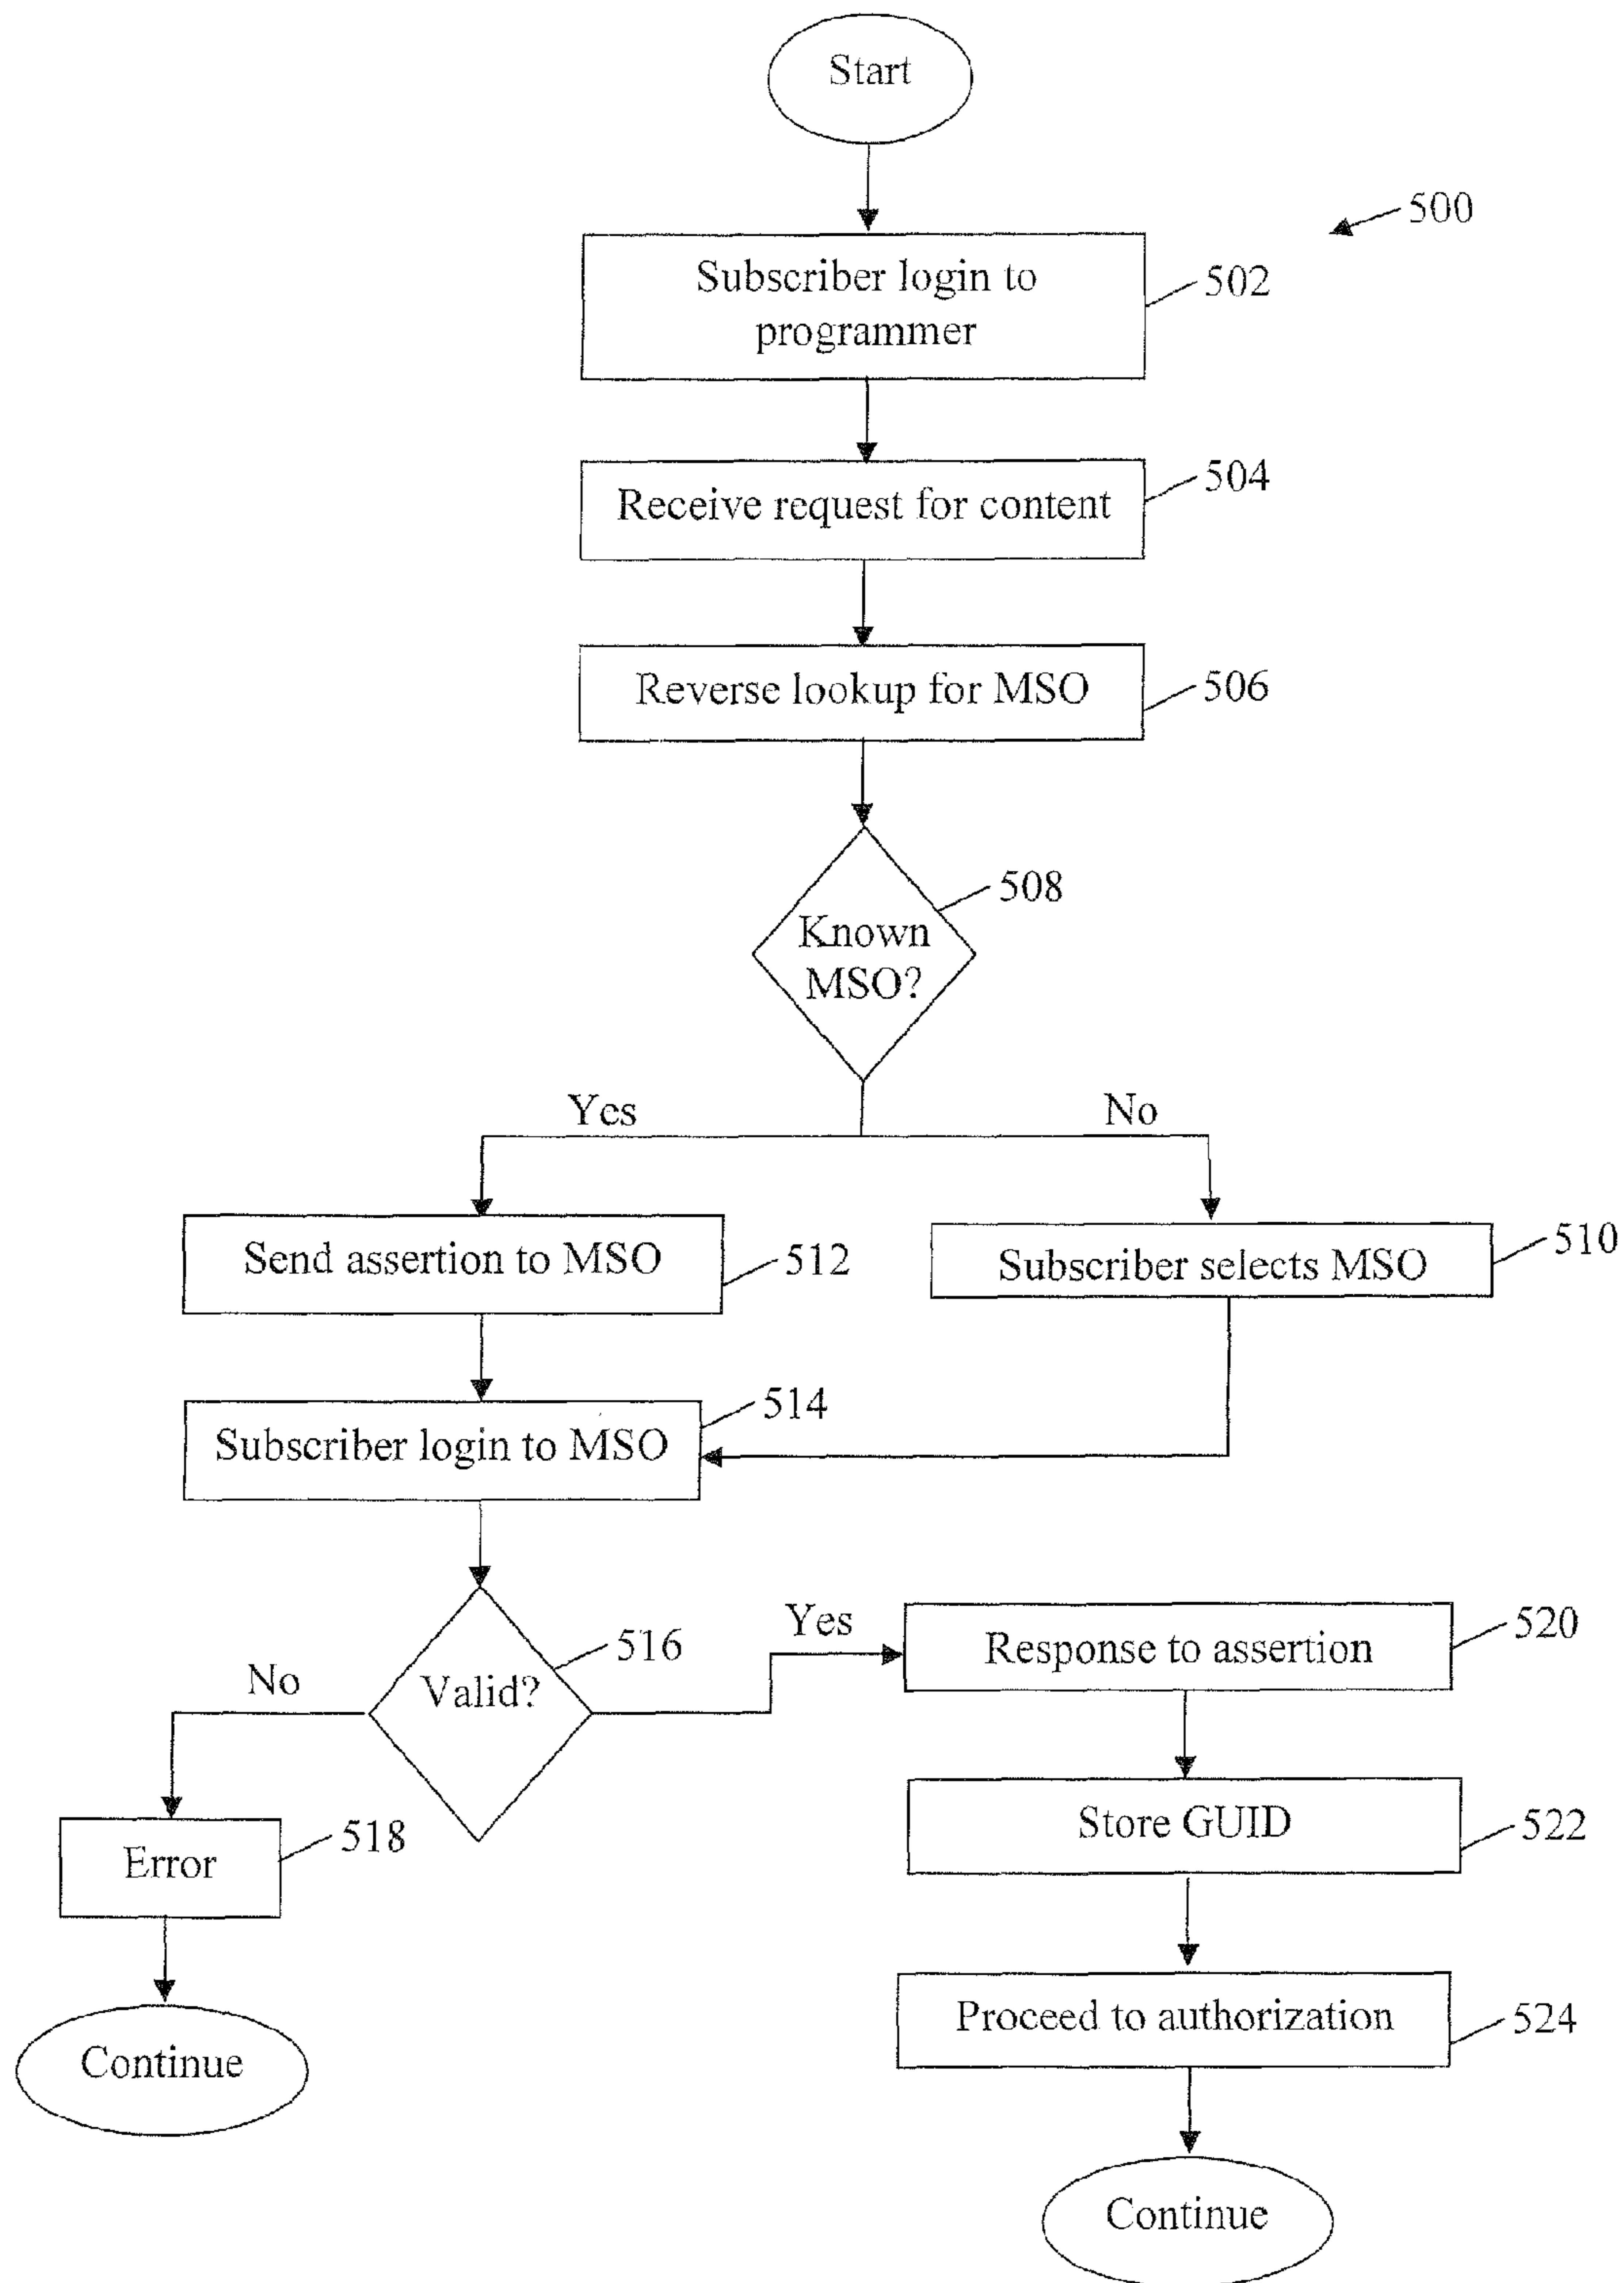 Start
500
Subscriber login to
programmer
502
Receive request for content
504
Reverse lookup for MSO
506
Known
MSO?
508
Yes
No
Send assertion to MSO
512
Subscriber selects MSO
510
Subscriber login to MSO
514
Valid?
516
No
Yes
Response to assertion
520
Error
518
Store GUID
522
Continue
Proceed to authorization
524
Continue